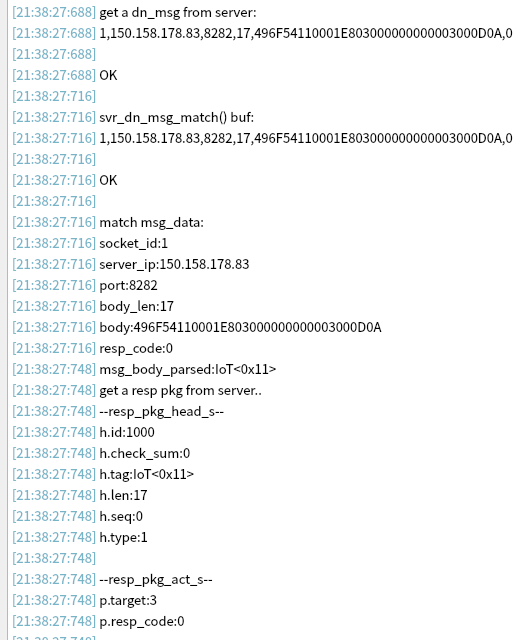 [21:38:27:688] get a dn_msg from server:
[21:38:27:688] 1,150.158.178.83,8282,17,496F54110001E803000000000003000D0A,0
[21:38:27:688]
[21:38:27:688] OK
[21:38:27:716]
[21:38:27:716] svr_dn_msg_match() buf:
[21:38:27:716] 1,150.158.178.83,8282,17,496F54110001E803000000000003000D0A,0
[21:38:27:716]
[21:38:27:716] OK
[21:38:27:716]
[21:38:27:716] match msg_data:
[21:38:27:716] socket_id:1
[21:38:27:716] server_ip:150.158.178.83
[21:38:27:716] port:8282
[21:38:27:716] body_len:17
[21:38:27:716] body:496F54110001E803000000000003000D0A
[21:38:27:716] resp_code:0
[21:38:27:748] msg_body_parsed:IoT<0x11>
[21:38:27:748] get a resp pkg from server..
[21:38:27:748] --resp_pkg_head_s--
[21:38:27:748] h.id:1000
[21:38:27:748] h.check_sum:0
[21:38:27:748] h.tag:IoT<0x11>
[21:38:27:748] h.len:17
[21:38:27:748] h.seq:0
[21:38:27:748] h.type:1
[21:38:27:748]
[21:38:27:748] --resp_pkg_act_s--
[21:38:27:748] p.target:3
[21:38:27:748] p.resp_code:0